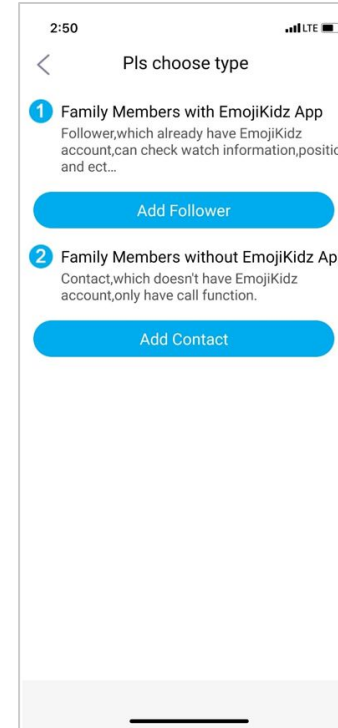 2:50 LTE
Pls choose type
1 Family Members with EmojiKidz App
Follower,which already have EmojiKidz
account,can check watch information,positio
and ect...
Add Follower
2 Family Members without EmojiKidz Ap
Contact,which doesn't have EmojiKidz
account,only have call function.
Add Contact